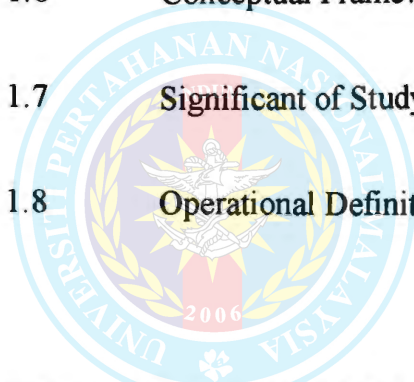 1.7 Significant of Study
1.8 Operational Definit
UNIVERSITI PERTAHANAN NASIONAL MALAYSIA
2006